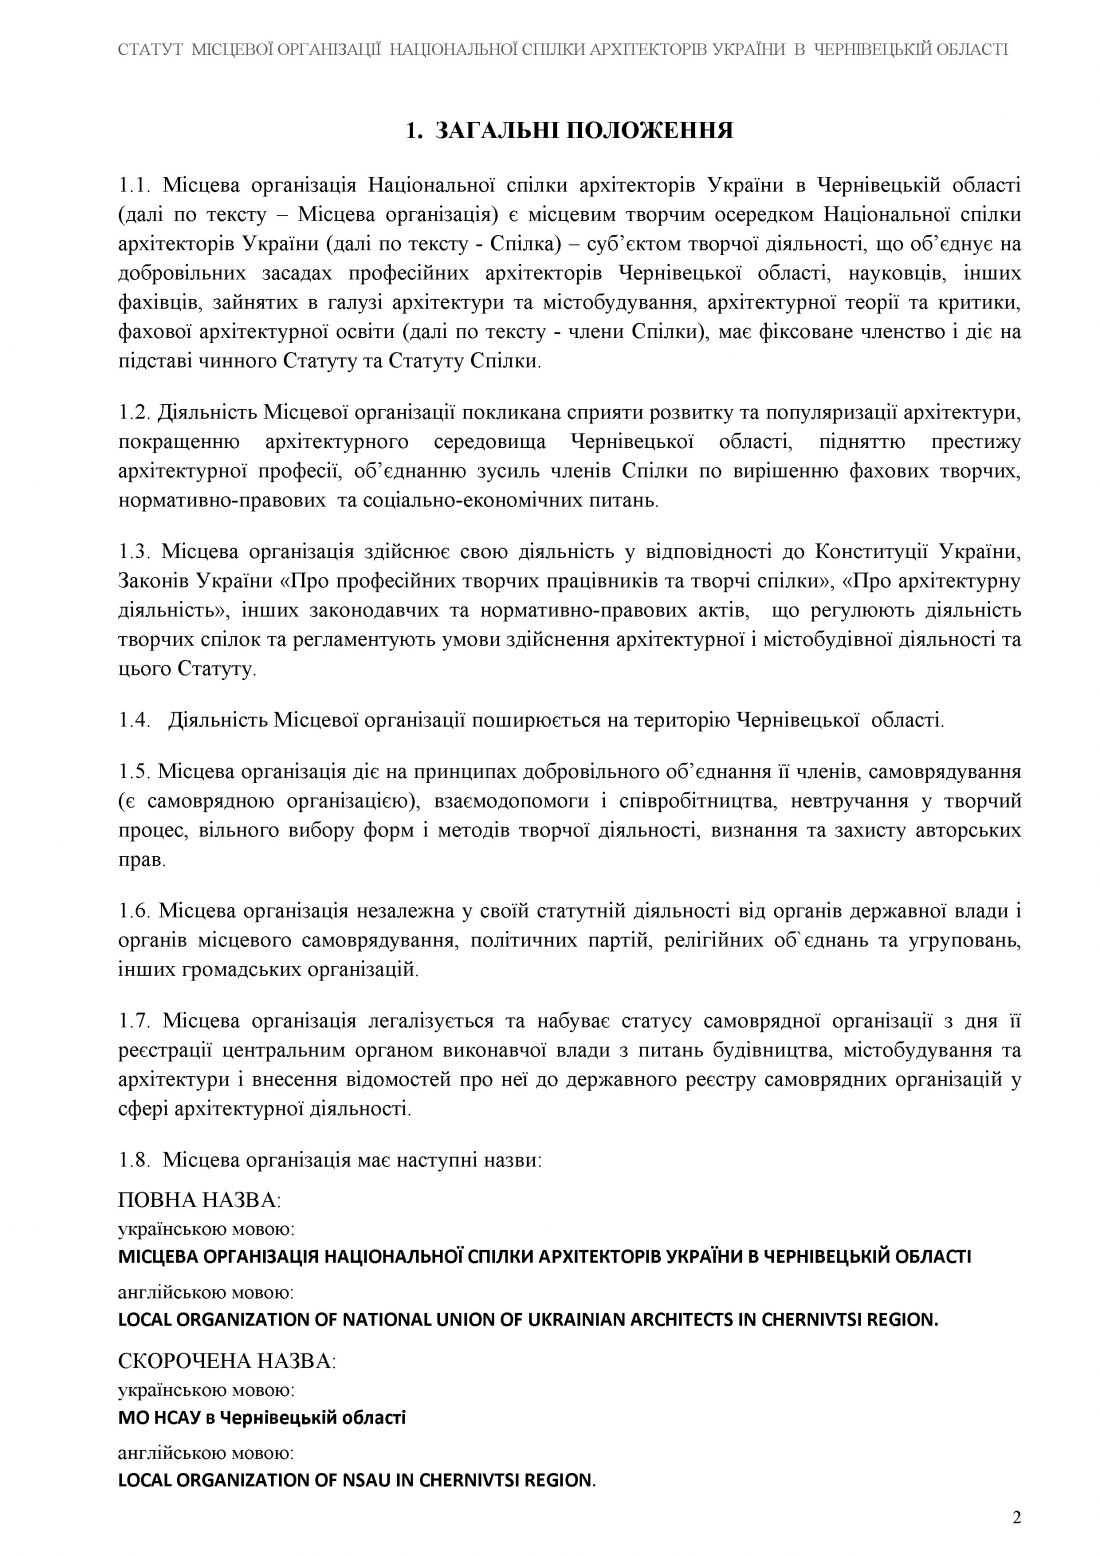 СТАТУТ МІСЦЕВОЇ ОРГАНІЗАЦІЇ НАЦІОНАЛЬНОЇ СПІЛКИ АРХІТЕКТОРІВ УКРАЇНИ В ЧЕРНІВЕЦЬКІЙ ОБЛАСТІ
1. ЗАГАЛЬНІ ПОЛОЖЕННЯ
1.1. Місцева організація Національної спілки архітекторів України в Чернівецькій області
(далі по тексту – Місцева організація) є місцевим творчим осередком Національної спілки
архітекторів України (далі по тексту - Спілка) – суб’єктом творчої діяльності, що об’єднує на
добровільних засадах професійних архітекторів Чернівецької області, науковців, інших
фахівців, зайнятих в галузі архітектури та містобудування, архітектурної теорії та критики,
фахової архітектурної освіти (далі по тексту - члени Спілки), має фіксоване членство і діє на
підставі чинного Статуту та Статуту Спілки.
1.2. Діяльність Місцевої організації покликана сприяти розвитку та популяризації архітектури,
покращенню архітектурного середовища Чернівецької області, підняттю престижу
архітектурної професії, об’єднанню зусиль членів Спілки по вирішенню фахових творчих,
нормативно-правових та соціально-економічних питань.
1.3. Місцева організація здійснює свою діяльність у відповідності до Конституції України,
Законів України «Про професійних творчих працівників та творчі спілки», «Про архітектурну
діяльність», інших законодавчих та нормативно-правових актів, що регулюють діяльність
творчих спілок та регламентують умови здійснення архітектурної і містобудівної діяльності та
цього Статуту.
1.4. Діяльність Місцевої організації поширюється на територію Чернівецької області.
1.5. Місцева організація діє на принципах добровільного об’єднання її членів, самоврядування
(є самоврядною організацією), взаємодопомоги і співробітництва, невтручання у творчий
процес, вільного вибору форм і методів творчої діяльності, визнання та захисту авторських
прав.
1.6. Місцева організація незалежна у своїй статутній діяльності від органів державної влади і
органів місцевого самоврядування, політичних партій, релігійних об`єднань та угруповань,
інших громадських організацій.
1.7. Місцева організація легалізується та набуває статусу самоврядної організації з дня її
реєстрації центральним органом виконавчої влади з питань будівництва, містобудування та
архітектури і внесення відомостей про неї до державного реєстру самоврядних організацій у
сфері архітектурної діяльності.
1.8. Місцева організація має наступні назви:
ПОВНА НАЗВА:
українською мовою:
МІСЦЕВА ОРГАНІЗАЦІЯ НАЦІОНАЛЬНОЇ СПІЛКИ АРХІТЕКТОРІВ УКРАЇНИ В ЧЕРНІВЕЦЬКІЙ ОБЛАСТІ
англійською мовою:
LOCAL ORGANIZATION OF NATIONAL UNION OF UKRAINIAN ARCHITECTS IN CHERNIVTSI REGION.
СКОРОЧЕНА НАЗВА:
українською мовою:
МО НСАУ в Чернівецькій області
англійською мовою:
LOCAL ORGANIZATION OF NSAU IN CHERNIVTSI REGION.
2